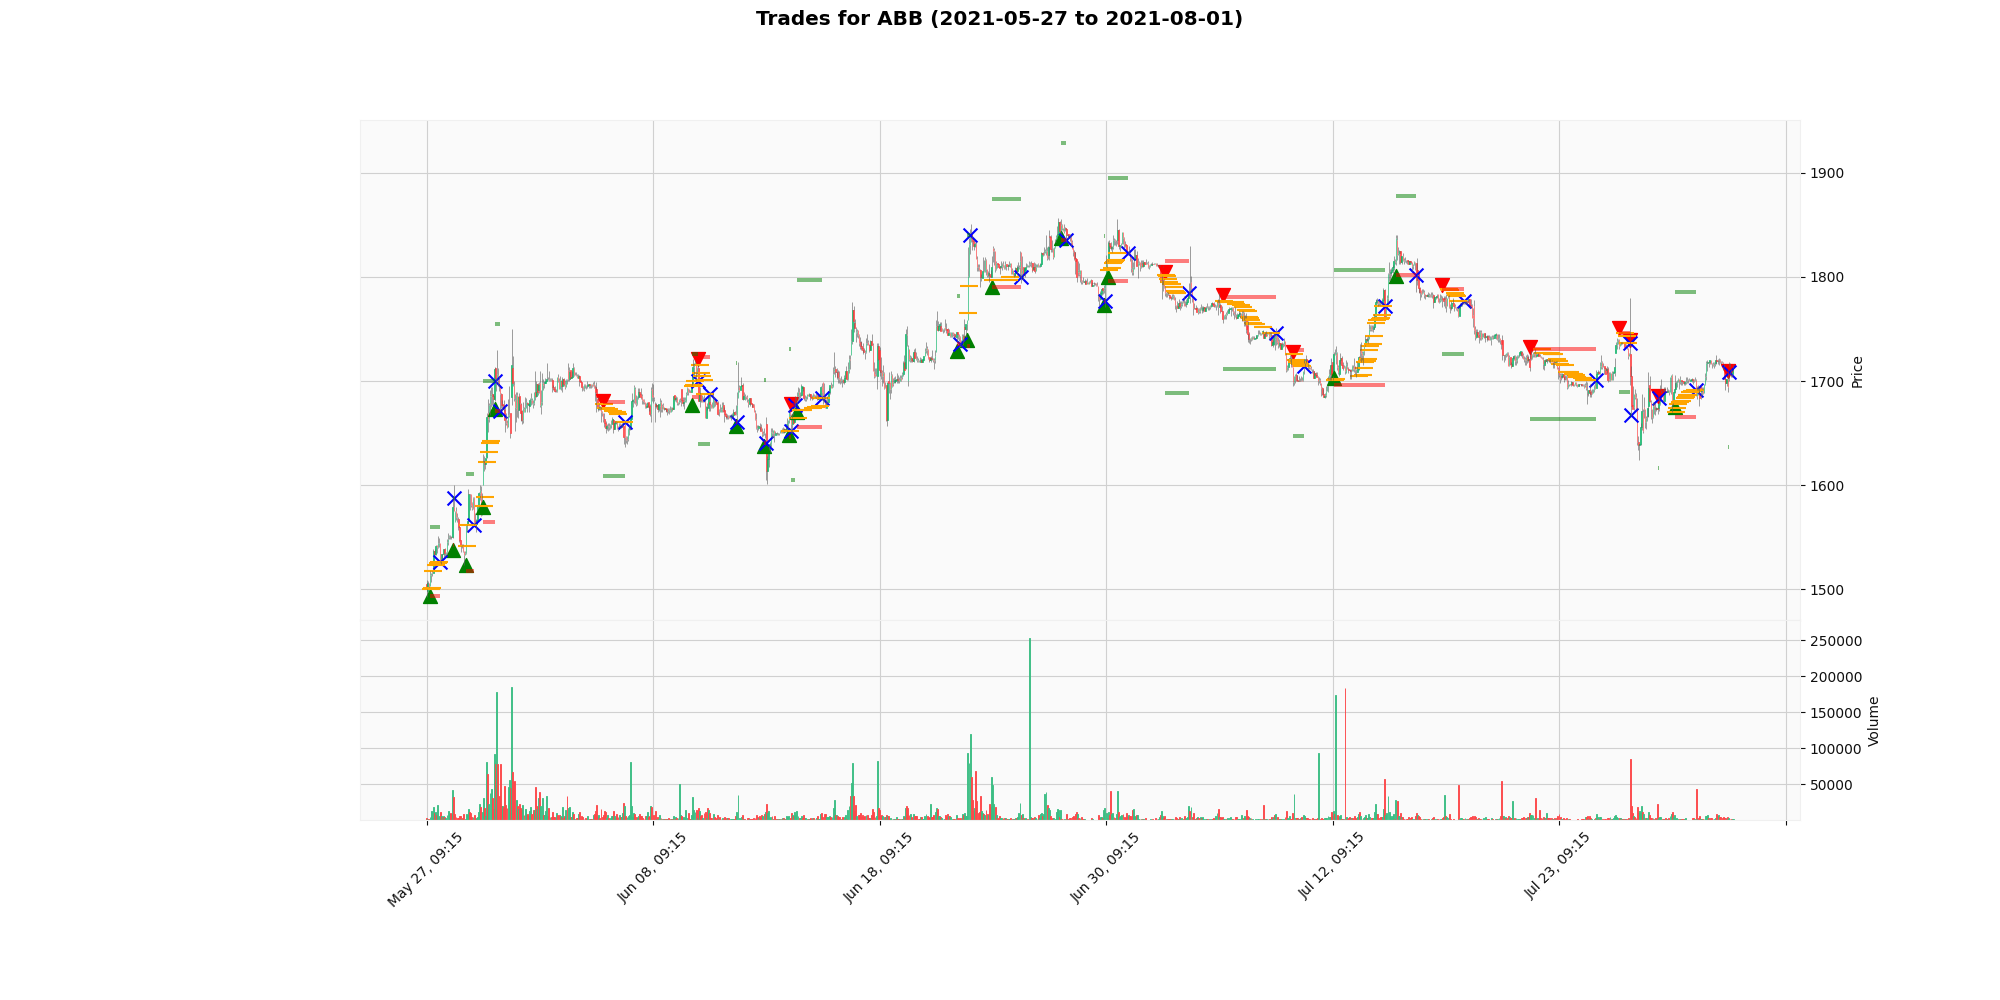 Trades for ABB (2021-05-27 to 2021-08-01)
1900
1800
1700
1600
1500
Price
250000
200000
150000
100000
50000
Volume
May 27, 09:15
Jun 08, 09:15
Jun 18, 09:15
Jun 30, 09:15
Jul 12, 09:15
Jul 23, 09:15